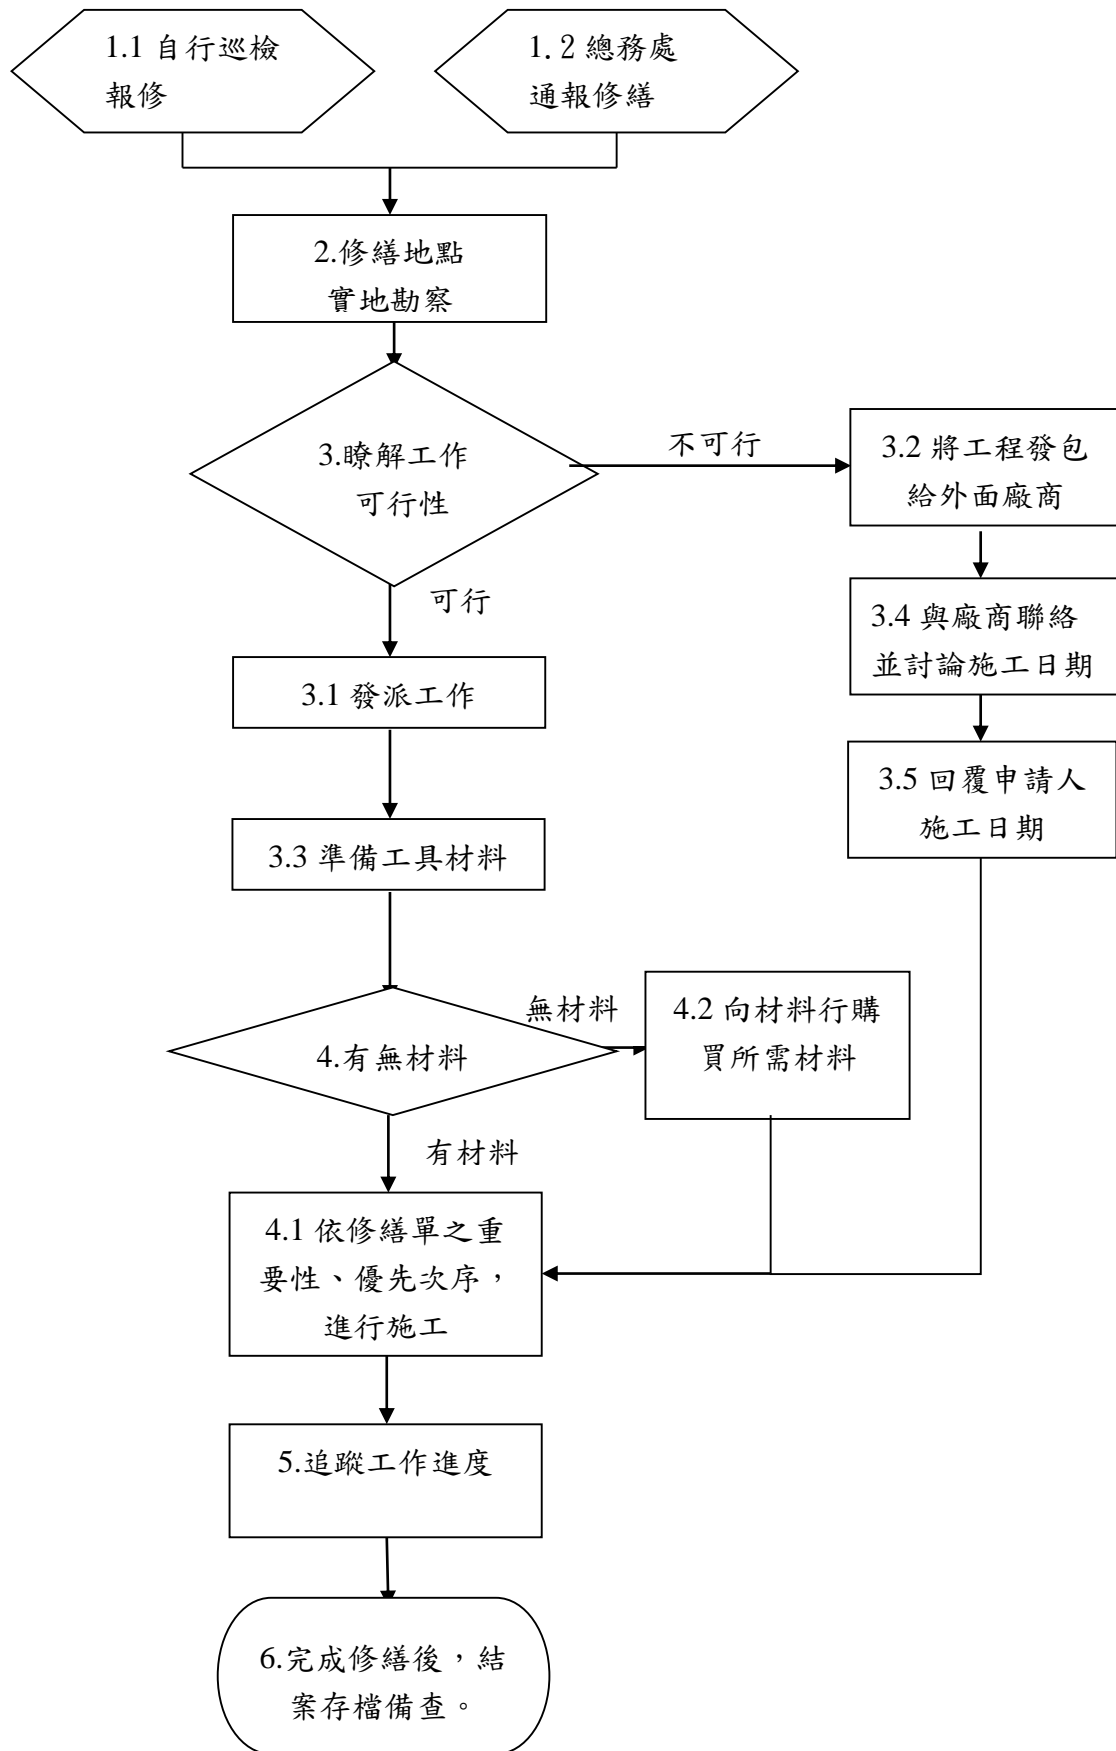 1.1 自行巡檢
報修
1. 2 總務處
通報修繕
2.修繕地點
實地勘察
3.瞭解工作
可行性
不可行
3.2 將工程發包
給外面廠商
可行
3.4 與廠商聯絡
並討論施工日期
3.1 發派工作
3.5 回覆申請人
施工日期
3.3 準備工具材料
4.有無材料
無材料
4.2 向材料行購
買所需材料
有材料
4.1 依修繕單之重
要性、優先次序，
進行施工
5.追蹤工作進度
6.完成修繕後，結
案存檔備查。